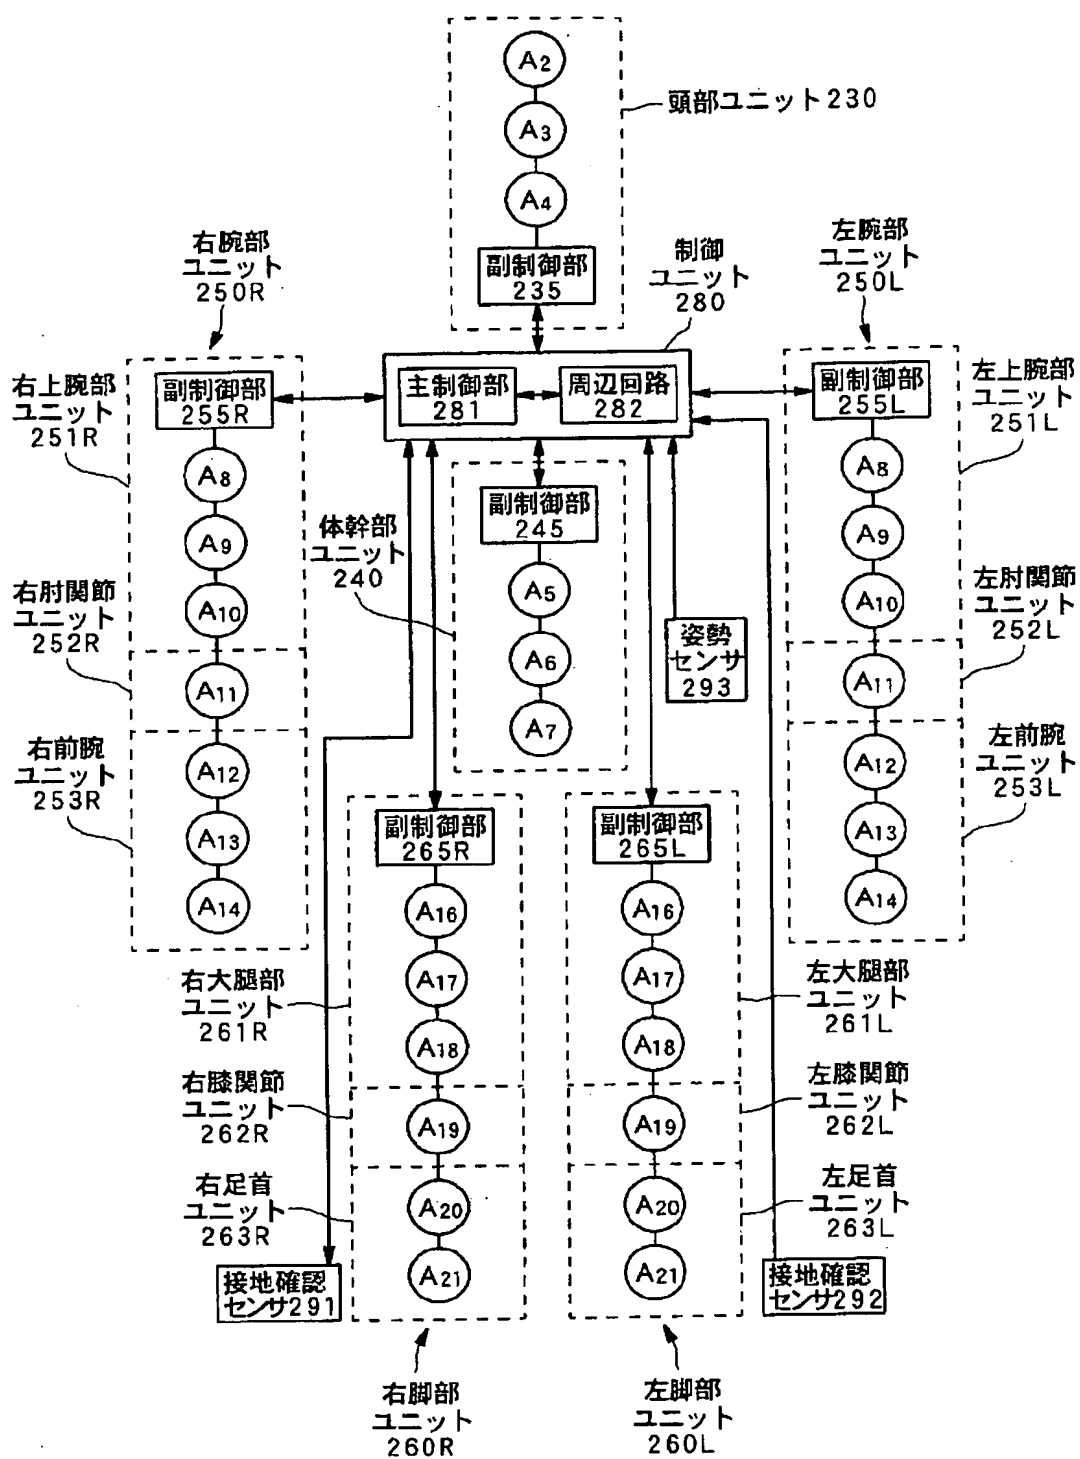 A2
頭部ユニット230
A3
A4
副制御部
235
右腕部
ユニット
250R
制御
ユニット
280
左腕部
ユニット
250L
右上腕部
ユニット
251R
副制御部
255R
主制御部
281
周辺回路
282
副制御部
255L
左上腕部
ユニット
251L
A8
A9
A10
体幹部
ユニット
240
副制御部
245
A5
A6
A7
姿勢
センサ
293
A8
A9
A10
右肘関節
ユニット
252R
A11
左肘関節
ユニット
252L
A11
右前腕
ユニット
253R
A12
A13
A14
左前腕
ユニット
253L
A12
A13
A14
副制御部
265R
副制御部
265L
右大腿部
ユニット
261R
A16
A17
A18
A16
A17
A18
左大腿部
ユニット
261L
右膝関節
ユニット
262R
A19
A19
左膝関節
ユニット
262L
右足首
ユニット
263R
A20
A21
A20
A21
左足首
ユニット
263L
接地確認
センサ291
接地確認
センサ292
右脚部
ユニット
260R
左脚部
ユニット
260L